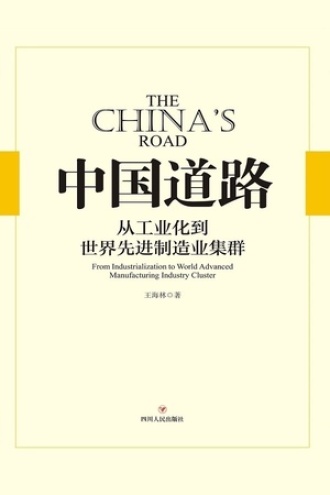 THE
CHINA'S
ROAD
中国道路
从工业化到
世界先进制造业集群
From Industrialization to World Advanced
Manufacturing Industry Cluster
王海林◎著
四川人民出版社